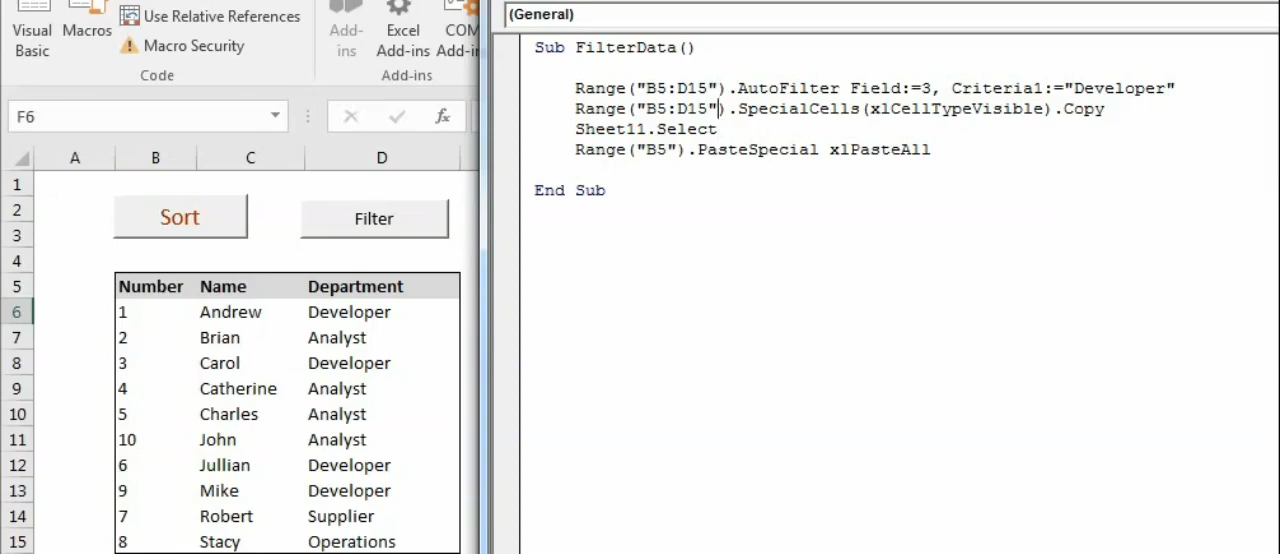 Visual Basic
Macros
Use Relative References
Macro Security
Code
Add-ins
Excel Add-ins
COM
Add-in
Add-ins
F6
fx
A B C D
1
2 Sort Filter
3
4
5 Number Name Department
6 1 Andrew Developer
7 2 Brian Analyst
8 3 Carol Developer
9 4 Catherine Analyst
10 5 Charles Analyst
11 10 John Analyst
12 6 Jullian Developer
13 9 Mike Developer
14 7 Robert Supplier
15 8 Stacy Operations
(General)
Sub FilterData()
Range("B5:D15").AutoFilter Field:=3, Criteria1:="Developer"
Range("B5:D15").SpecialCells(xlCellTypeVisible).Copy
Sheet11.Select
Range("B5").PasteSpecial xlPasteAll
End Sub